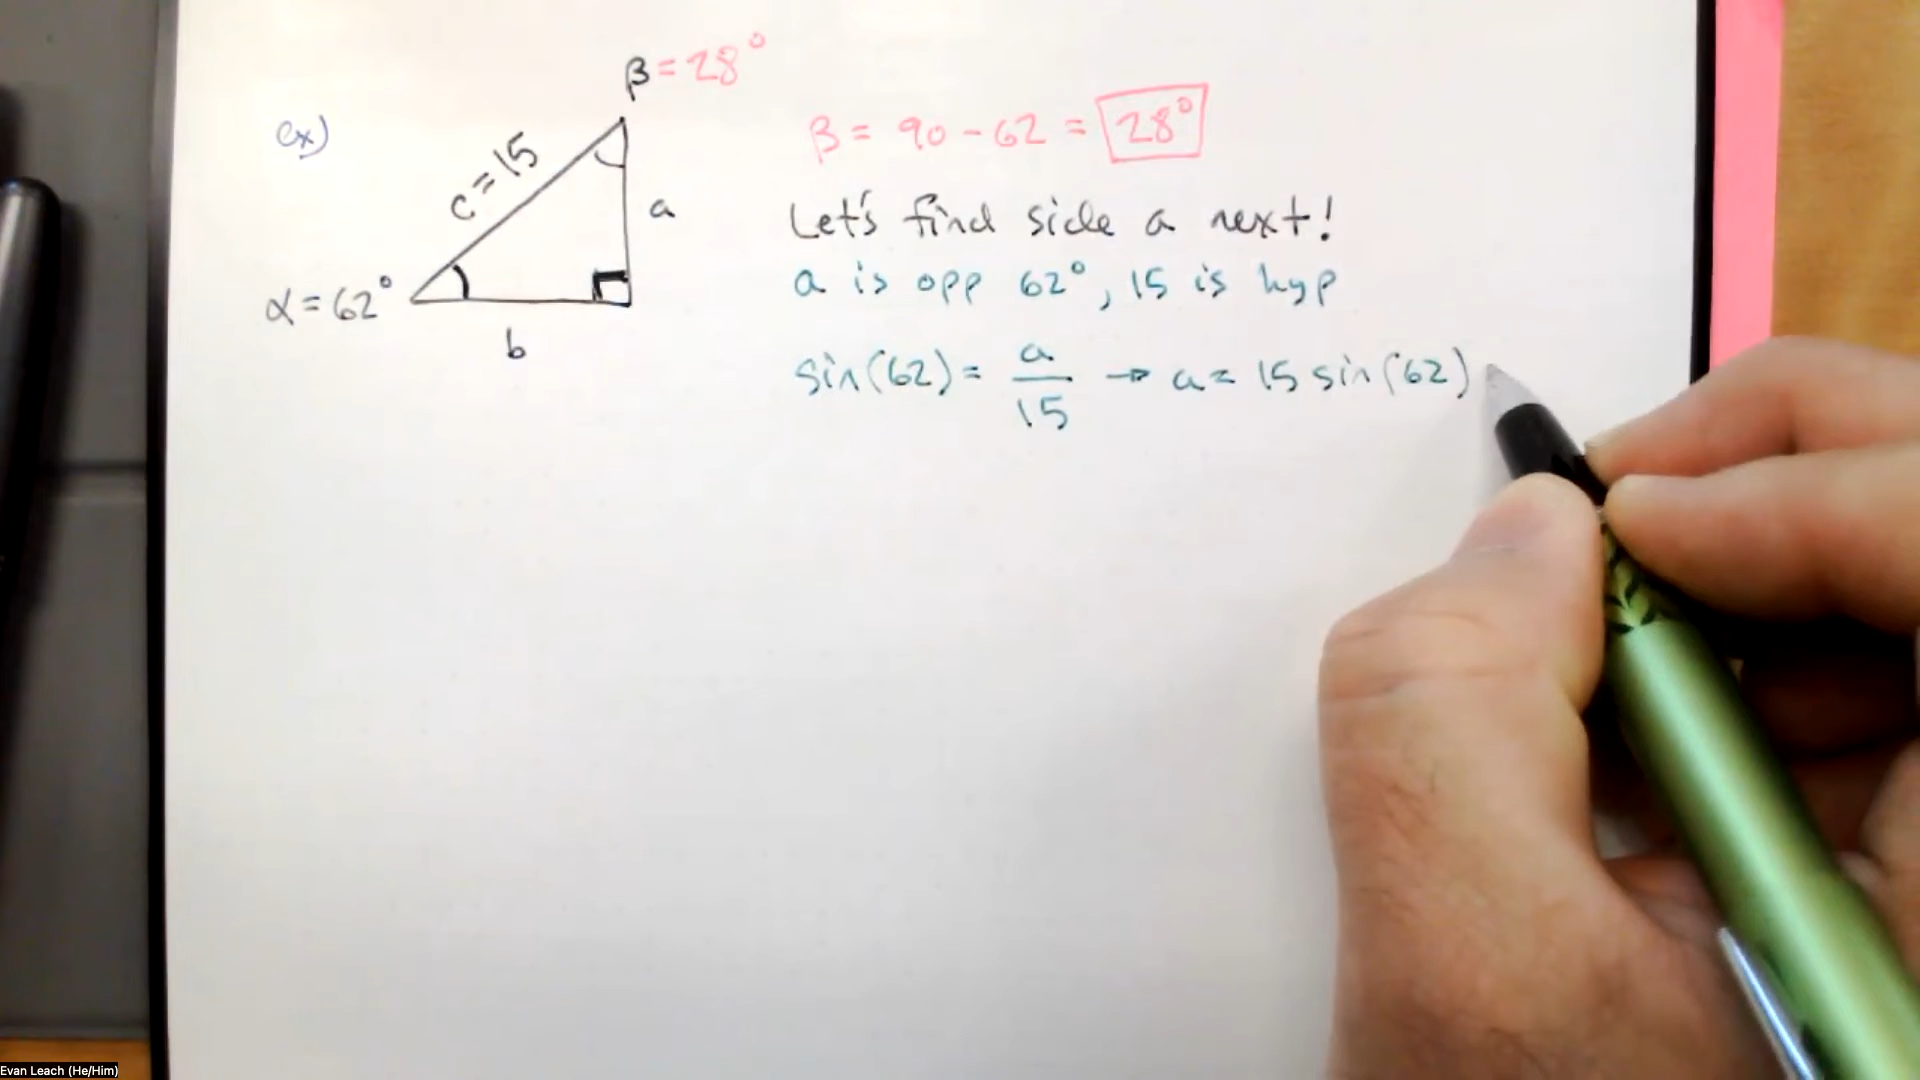 β = 28°
ex)
c = 15
a
α = 62°
b
β = 90 - 62 = 28°
Let's find side a next!
a is opp 62°, 15 is hyp
sin(62) = a/15 → a = 15 sin(62)
Evan Leach (He/Him)